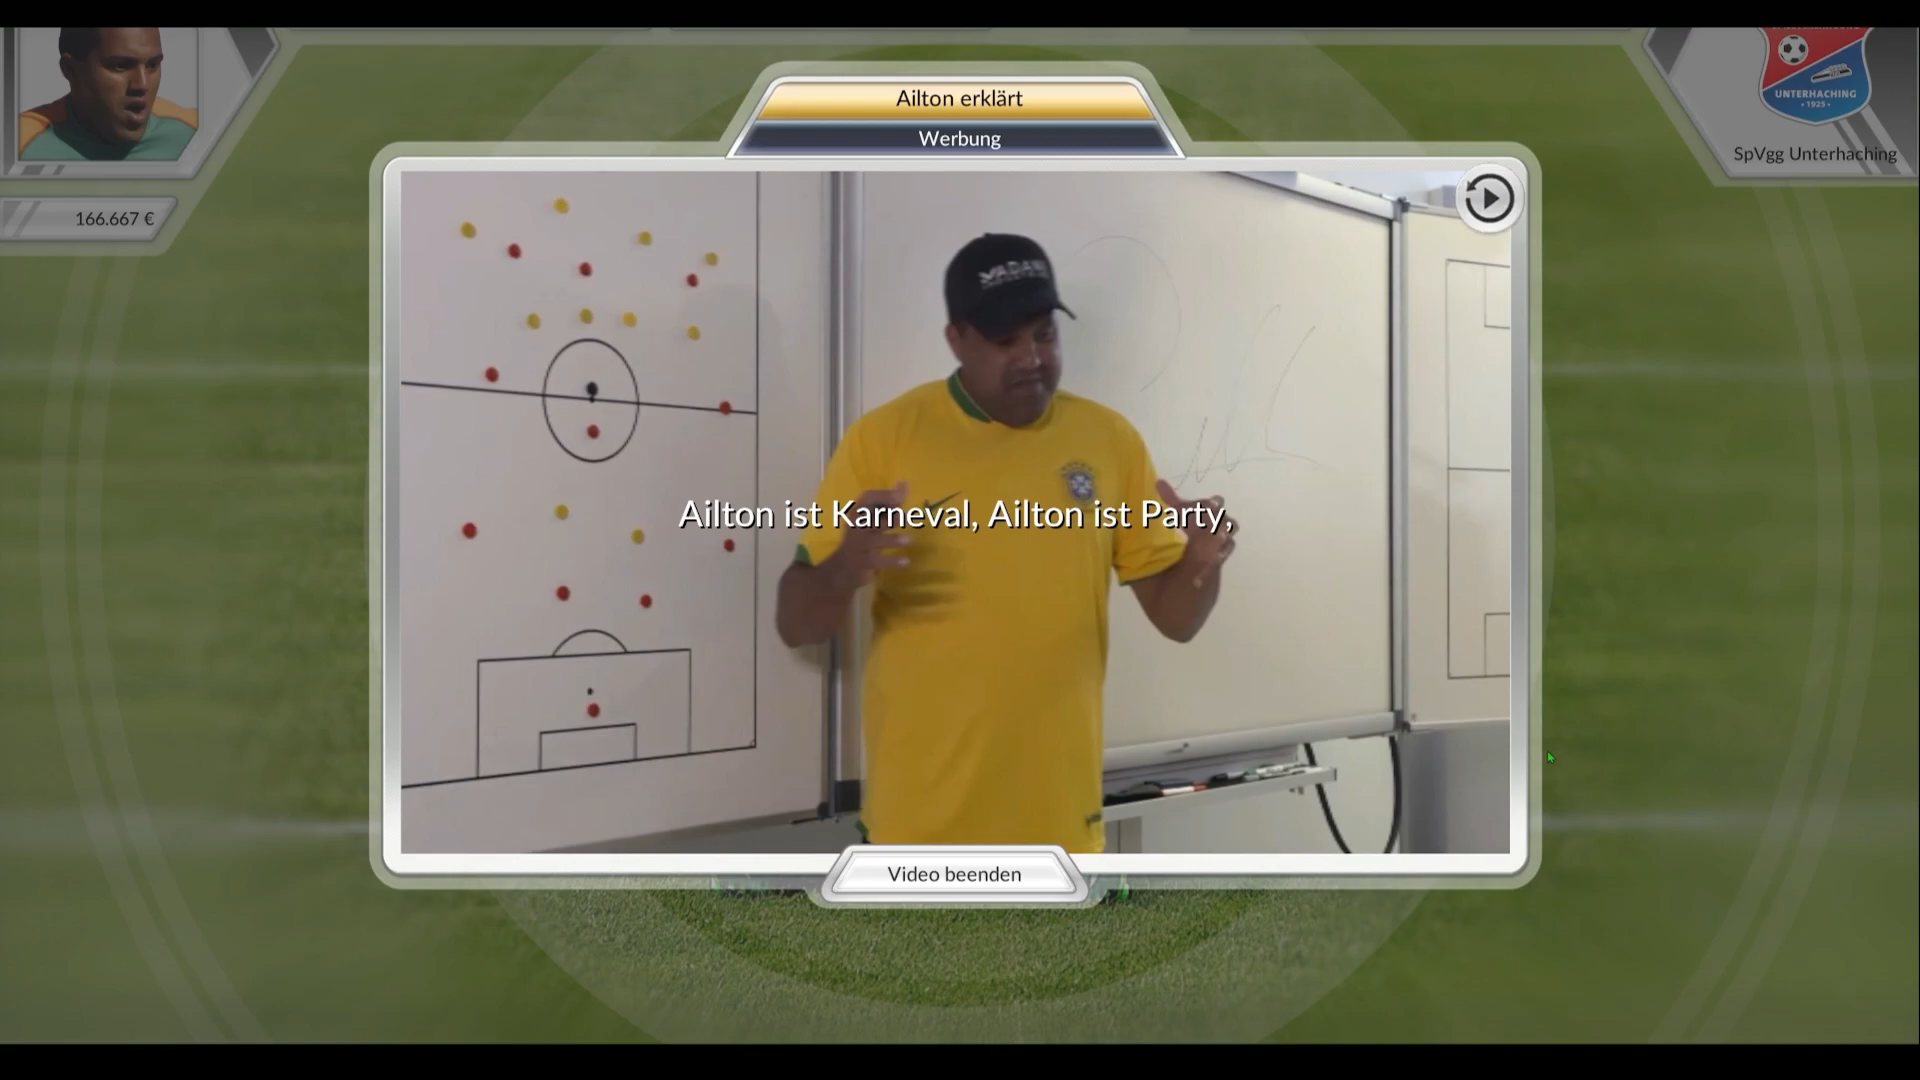 Ailton erklärt
Werbung
UNTERHACHING
• 1925 •
SpVgg Unterhaching
166.667 €
Ailton ist Karneval, Ailton ist Party,
Video beenden